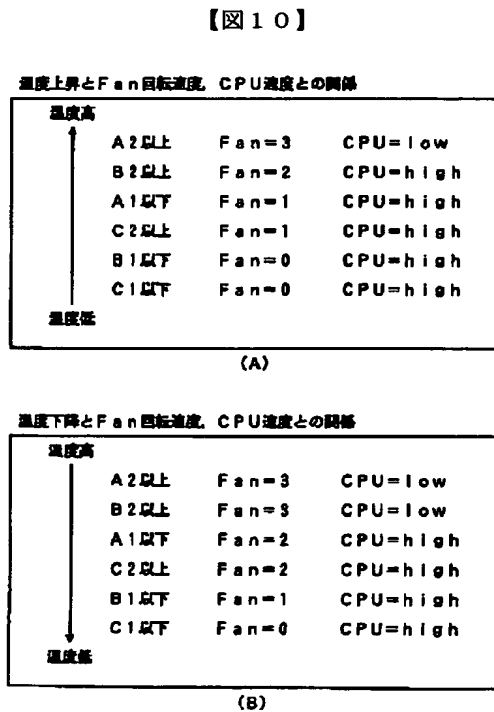 【図１０】
温度上昇とＦａｎ回転速度，ＣＰＵ速度との関係
温度高
Ａ２以上 Ｆａｎ＝３ ＣＰＵ＝ｌｏｗ
Ｂ２以上 Ｆａｎ＝２ ＣＰＵ＝ｈｉｇｈ
Ａ１以下 Ｆａｎ＝１ ＣＰＵ＝ｈｉｇｈ
Ｃ２以上 Ｆａｎ＝１ ＣＰＵ＝ｈｉｇｈ
Ｂ１以下 Ｆａｎ＝０ ＣＰＵ＝ｈｉｇｈ
Ｃ１以下 Ｆａｎ＝０ ＣＰＵ＝ｈｉｇｈ
温度低
(A)
温度下降とＦａｎ回転速度，ＣＰＵ速度との関係
温度高
Ａ２以上 Ｆａｎ＝３ ＣＰＵ＝ｌｏｗ
Ｂ２以上 Ｆａｎ＝３ ＣＰＵ＝ｌｏｗ
Ａ１以下 Ｆａｎ＝２ ＣＰＵ＝ｈｉｇｈ
Ｃ２以上 Ｆａｎ＝２ ＣＰＵ＝ｈｉｇｈ
Ｂ１以下 Ｆａｎ＝１ ＣＰＵ＝ｈｉｇｈ
Ｃ１以下 Ｆａｎ＝０ ＣＰＵ＝ｈｉｇｈ
温度低
(B)